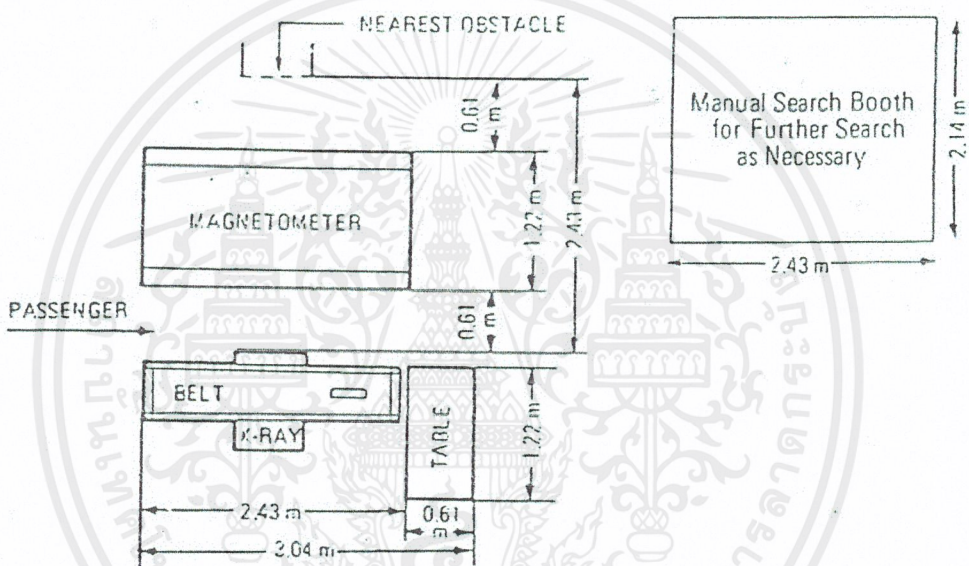 NEAREST OBSTACLE
0.61 m
Manual Search Booth
for Further Search
as Necessary
2.14 m
2.43 m
MAGNETOMETER
1.22 m
2.43 m
PASSENGER
0.61 m
BELT
X-RAY
TABLE
1.22 m
2.43 m
0.61 m
3.04 m